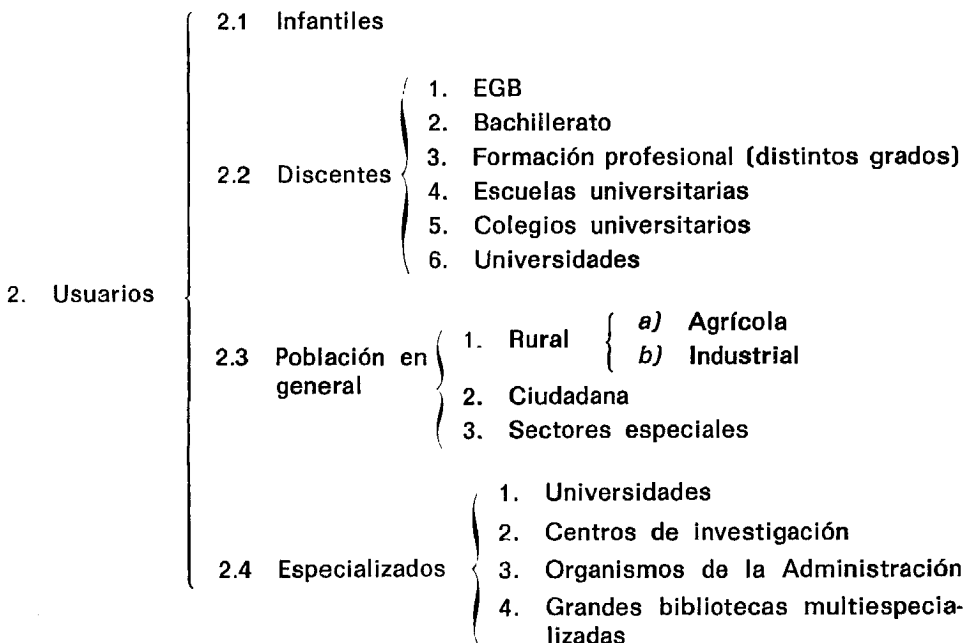 2.1 Infantiles
1. EGB
2. Bachillerato
3. Formación profesional (distintos grados)
2.2 Discentes
4. Escuelas universitarias
5. Colegios universitarios
6. Universidades
2. Usuarios
1. Rural
a) Agrícola
b) Industrial
2.3 Población en
general
2. Ciudadana
3. Sectores especiales
1. Universidades
2. Centros de investigación
2.4 Especializados
3. Organismos de la Administración
4. Grandes bibliotecas multiespecia-
lizadas